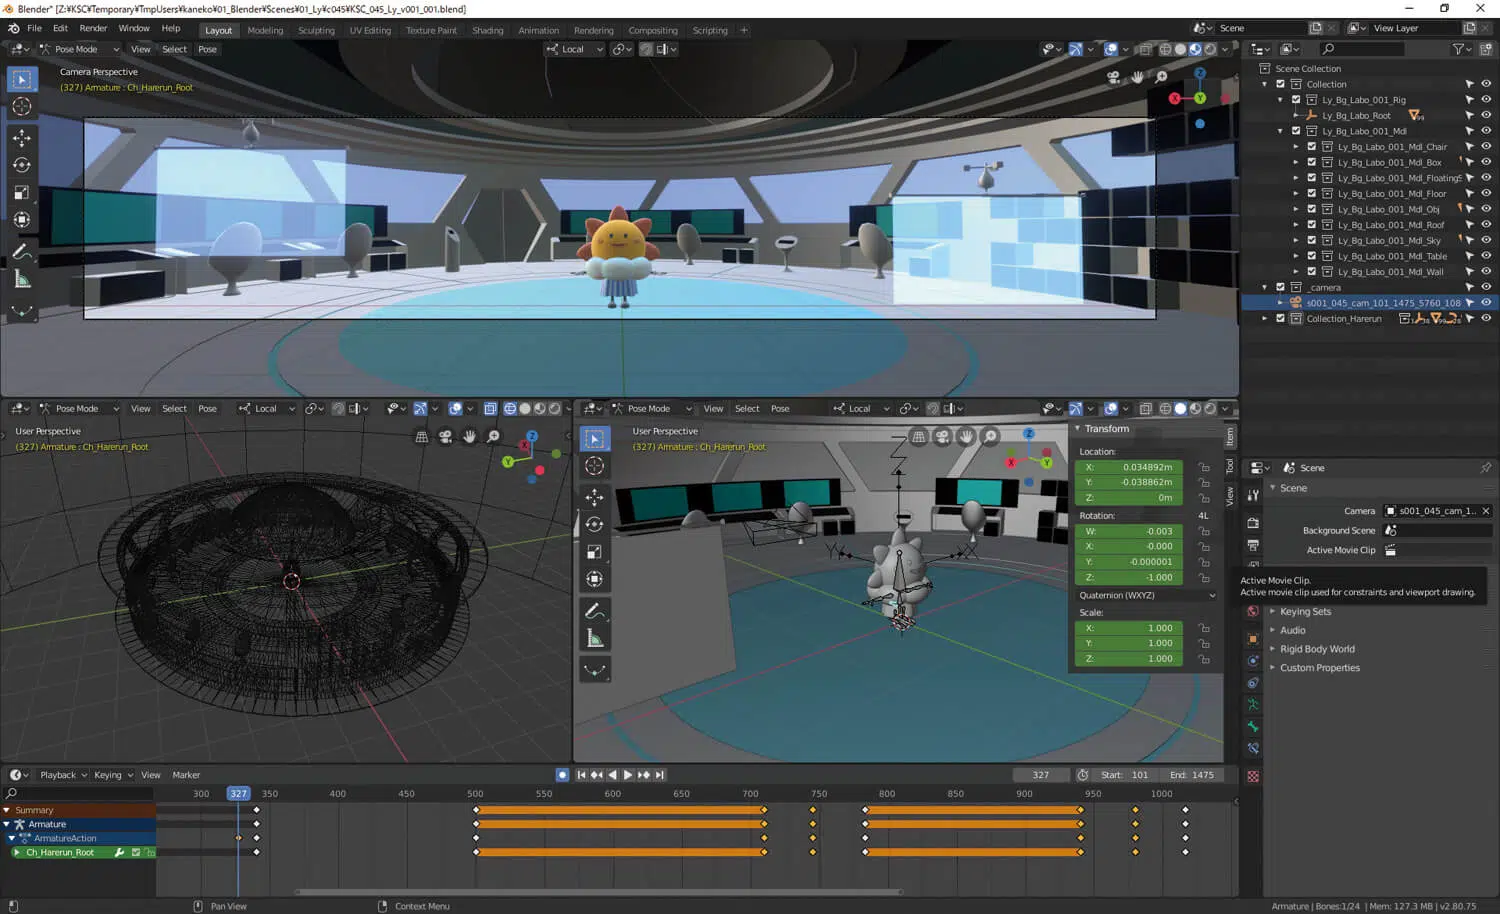 Blender* [Z:¥KSC¥Temporary¥TmpUsers¥kaneko¥01_Blender¥Scenes¥01_Ly¥c045¥KSC_045_Ly_v001_001.blend]
File Edit Render Window Help Layout Modeling Sculpting UV Editing Texture Paint Shading Animation Rendering Compositing Scripting + Scene View Layer
Pose Mode View Select Pose Local
Camera Perspective
(327) Armature : Ch_Harerun_Root
X Y Z
Scene Collection
Collection
Ly_Bg_Labo_001_Rig
Ly_Bg_Labo_Root 99
Ly_Bg_Labo_001_Mdl
Ly_Bg_Labo_001_Mdl_Chair
Ly_Bg_Labo_001_Mdl_Box
Ly_Bg_Labo_001_Mdl_Floating
Ly_Bg_Labo_001_Mdl_Floor
Ly_Bg_Labo_001_Mdl_Obj
Ly_Bg_Labo_001_Mdl_Roof
Ly_Bg_Labo_001_Mdl_Sky
Ly_Bg_Labo_001_Mdl_Table
Ly_Bg_Labo_001_Mdl_Wall
_camera
s001_045_cam_101_1475_5760_108
Collection_Harerun
Pose Mode View Select Pose Local
User Perspective
(327) Armature : Ch_Harerun_Root
X Y Z
Pose Mode View Select Pose Local
User Perspective
(327) Armature : Ch_Harerun_Root
X Y Z
Transform
Location:
X: 0.034892m
Y: -0.038862m
Z: 0m
Rotation: 4L
W: -0.003
X: -0.000
Y: -0.000001
Z: -1.000
Quaternion (WXYZ)
Scale:
X: 1.000
Y: 1.000
Z: 1.000
Item
Tool
View
Scene
Scene
Camera s001_045_cam_1..
Background Scene
Active Movie Clip
Active Movie Clip.
Active movie clip used for constraints and viewport drawing.
Keying Sets
Audio
Rigid Body World
Custom Properties
Playback Keying View Marker 327 Start: 101 End: 1475
300 327 350 400 450 500 550 600 650 700 750 800 850 900 950 1000
Summary
Armature
ArmatureAction
Ch_Harerun_Root
Pan View Context Menu Armature | Bones:1/24 | Mem: 127.3 MB | v2.80.75